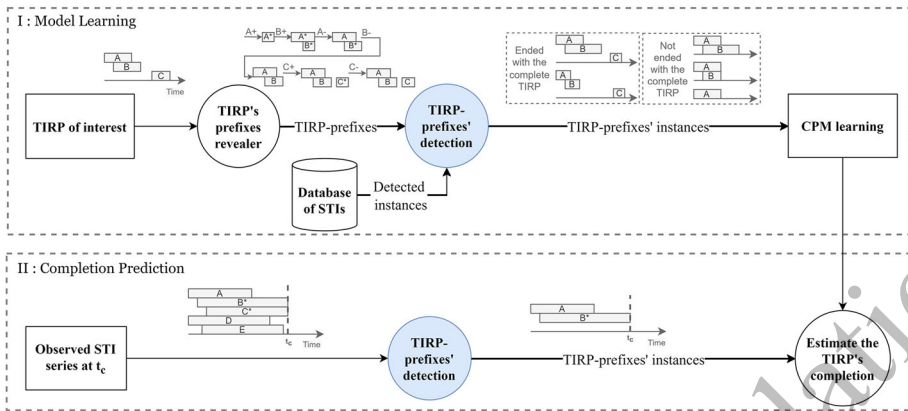 I : Model Learning
A
B
C
Time
TIRP of interest
TIRP's
prefixes
revealer
A+ A* B+ A* B* A- A B* B-
A B C+ A B C* C- A B C
TIRP-prefixes
Database
of STIs
Detected
instances
TIRP-
prefixes'
detection
Ended
with the
complete
TIRP
A
B
C
A
B
C
Not
ended
with the
complete
TIRP
A
B
A
B
A
TIRP-prefixes' instances
CPM learning
II : Completion Prediction
Observed STI
series at tc
A
B*
C*
D
E
tc
Time
TIRP-
prefixes'
detection
A
B*
tc
Time
TIRP-prefixes' instances
Estimate the
TIRP's
completion